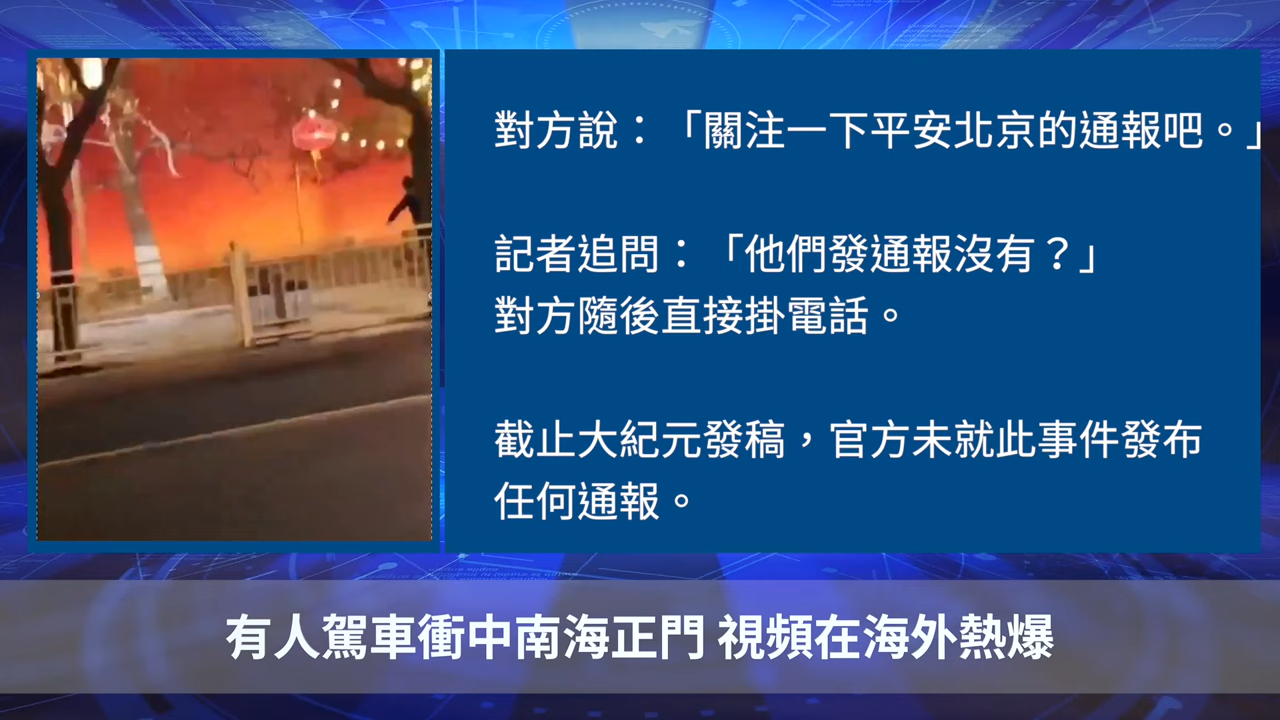 對方說：「關注一下平安北京的通報吧。」
記者追問：「他們發通報沒有？」
對方隨後直接掛電話。
截止大紀元發稿，官方未就此事件發布
任何通報。
有人駕車衝中南海正門 視頻在海外熱爆